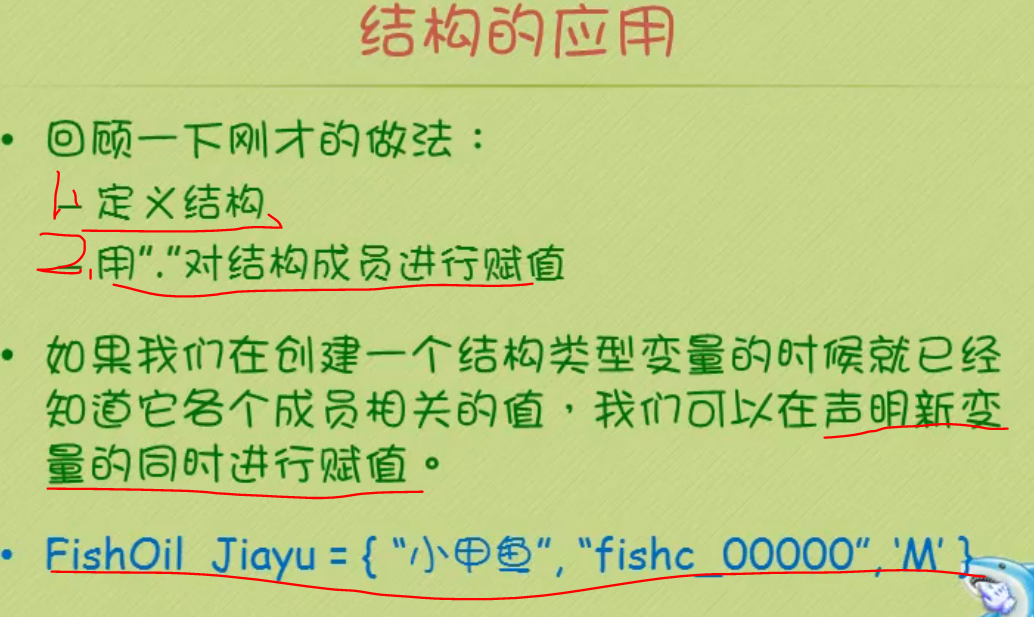 结构的应用
• 回顾一下刚才的做法：
1. – 定义结构、
2. – 用"."对结构成员进行赋值
• 如果我们在创建一个结构类型变量的时候就已经
知道它各个成员相关的值，我们可以在声明新变
量的同时进行赋值。
• FishOil Jiayu = { “小甲鱼”, “fishc_00000”, ‘M’ }